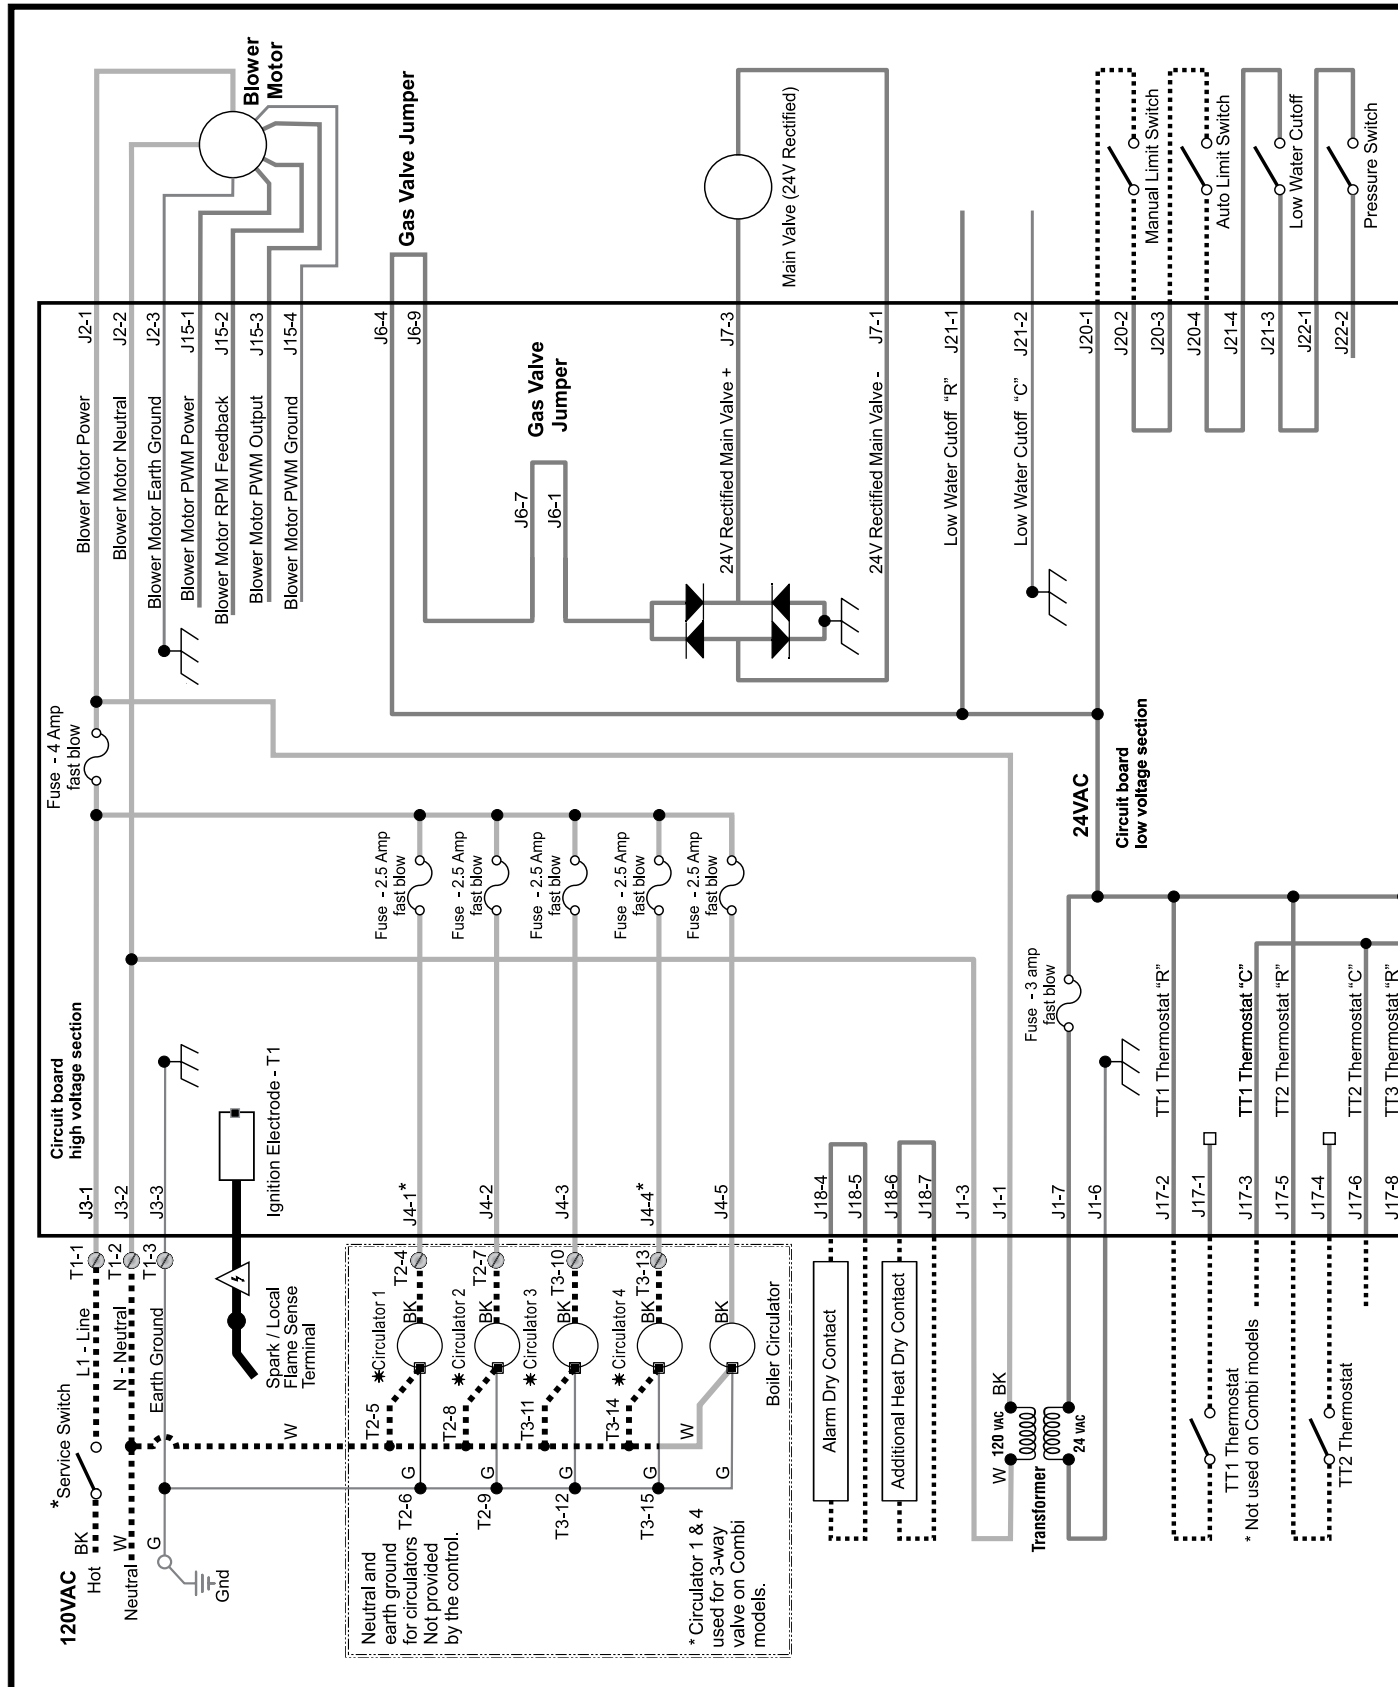 120VAC
Hot
BK
*Service Switch
L1 - Line
T1-1
J3-1
Circuit board
high voltage section
Fuse - 4 Amp
fast blow
Blower Motor Power
J2-1
Neutral
W
N - Neutral
T1-2
J3-2
Blower Motor Neutral
J2-2
G
Earth Ground
T1-3
J3-3
Blower Motor Earth Ground
J2-3
Gnd
Blower Motor PWM Power
J15-1
Blower Motor RPM Feedback
J15-2
Blower Motor PWM Output
J15-3
Blower Motor PWM Ground
J15-4
Blower
Motor
Spark / Local
Flame Sense
Terminal
Ignition Electrode - T1
W
Neutral and
earth ground
for circulators
Not provided
by the control.
T2-6
G
T2-5
✷Circulator 1
BK
T2-4
J4-1*
Fuse - 2.5 Amp
fast blow
J6-4
J6-9
Gas Valve Jumper
T2-9
G
T2-8
✷Circulator 2
BK
T2-7
J4-2
Fuse - 2.5 Amp
fast blow
J6-7
J6-1
Gas Valve
Jumper
T3-12
G
T3-11
✷Circulator 3
BK
T3-10
J4-3
Fuse - 2.5 Amp
fast blow
T3-15
G
T3-14
✷Circulator 4
BK
T3-13
J4-4*
Fuse - 2.5 Amp
fast blow
*Circulator 1 & 4
used for 3-way
valve on Combi
models.
G
W
BK
J4-5
Fuse - 2.5 Amp
fast blow
Boiler Circulator
24V Rectified Main Valve +
J7-3
Main Valve (24V Rectified)
24V Rectified Main Valve -
J7-1
Alarm Dry Contact
J18-4
J18-5
Additional Heat Dry Contact
J18-6
J18-7
Low Water Cutoff "R"
J21-1
Low Water Cutoff "C"
J21-2
J1-3
W
120 VAC
BK
J1-1
Transformer
24 VAC
J1-7
J1-6
Fuse - 3 amp
fast blow
24VAC
Circuit board
low voltage section
J20-1
J20-2
Manual Limit Switch
J20-3
J20-4
Auto Limit Switch
J21-4
J21-3
Low Water Cutoff
J22-1
J22-2
Pressure Switch
J17-2
TT1 Thermostat "R"
J17-1
TT1 Thermostat
* Not used on Combi models
J17-3
TT1 Thermostat "C"
J17-5
TT2 Thermostat "R"
J17-4
TT2 Thermostat
J17-6
TT2 Thermostat "C"
J17-8
TT3 Thermostat "R"